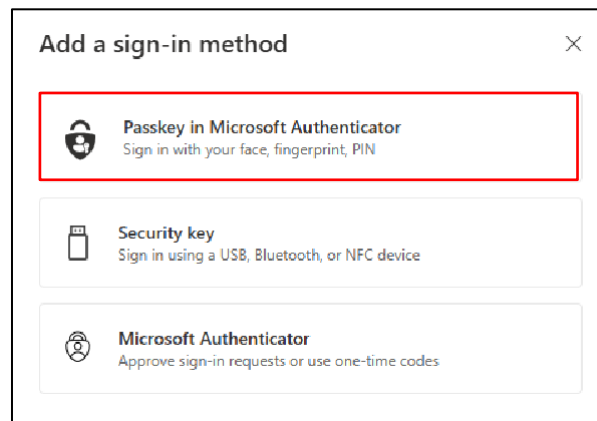 Add a sign-in method
Passkey in Microsoft Authenticator
Sign in with your face, fingerprint, PIN
Security key
Sign in using a USB, Bluetooth, or NFC device
Microsoft Authenticator
Approve sign-in requests or use one-time codes